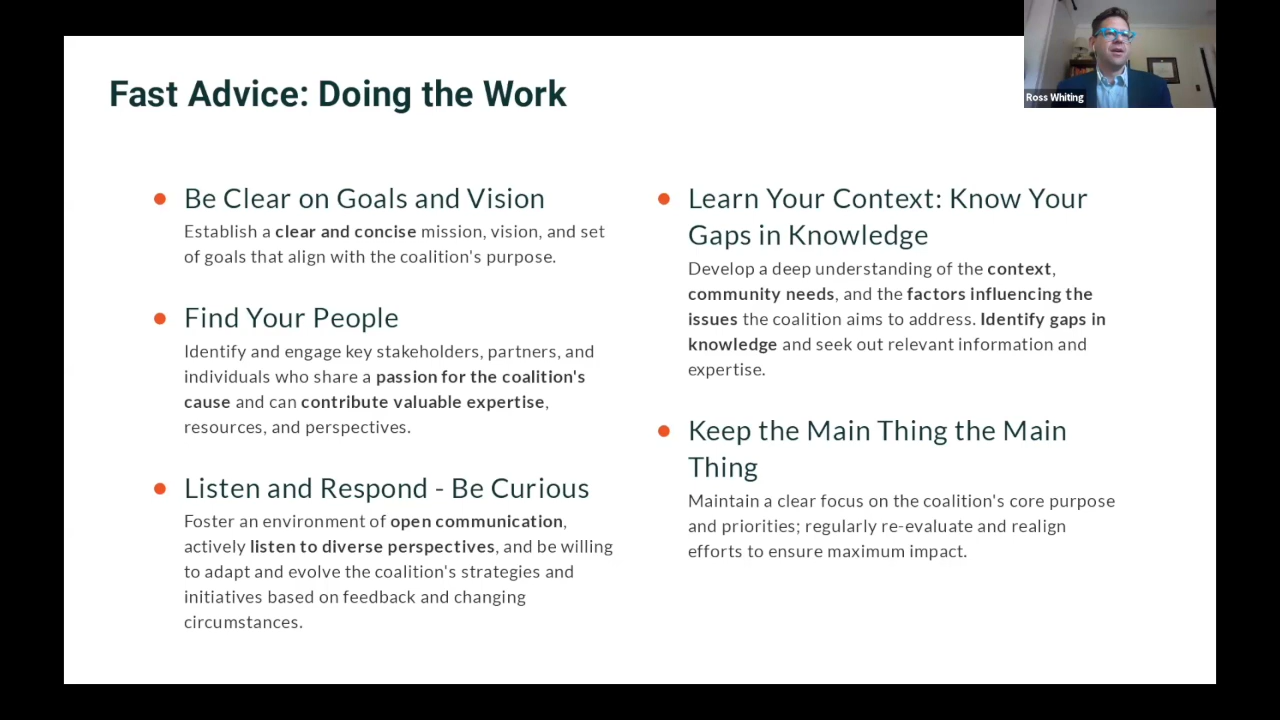 Fast Advice: Doing the Work
Ross Whiting
Be Clear on Goals and Vision
Establish a clear and concise mission, vision, and set
of goals that align with the coalition's purpose.
Find Your People
Identify and engage key stakeholders, partners, and
individuals who share a passion for the coalition's
cause and can contribute valuable expertise,
resources, and perspectives.
Listen and Respond - Be Curious
Foster an environment of open communication,
actively listen to diverse perspectives, and be willing
to adapt and evolve the coalition's strategies and
initiatives based on feedback and changing
circumstances.
Learn Your Context: Know Your
Gaps in Knowledge
Develop a deep understanding of the context,
community needs, and the factors influencing the
issues the coalition aims to address. Identify gaps in
knowledge and seek out relevant information and
expertise.
Keep the Main Thing the Main
Thing
Maintain a clear focus on the coalition's core purpose
and priorities; regularly re-evaluate and realign
efforts to ensure maximum impact.